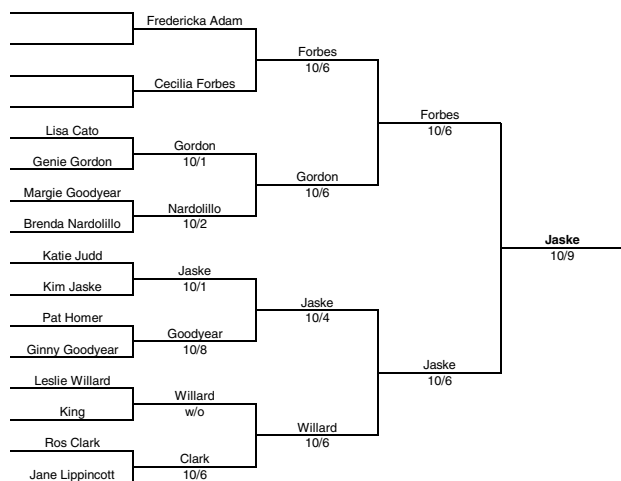 Fredericka Adam
Forbes
10/6
Cecilia Forbes
Forbes
10/6
Lisa Cato
Gordon
10/1
Genie Gordon
Gordon
10/6
Margie Goodyear
Nardolillo
10/2
Brenda Nardolillo
Jaske
10/9
Katie Judd
Jaske
10/1
Kim Jaske
Jaske
10/4
Pat Homer
Goodyear
10/8
Ginny Goodyear
Jaske
10/6
Leslie Willard
Willard
w/o
King
Willard
10/6
Ros Clark
Clark
10/6
Jane Lippincott